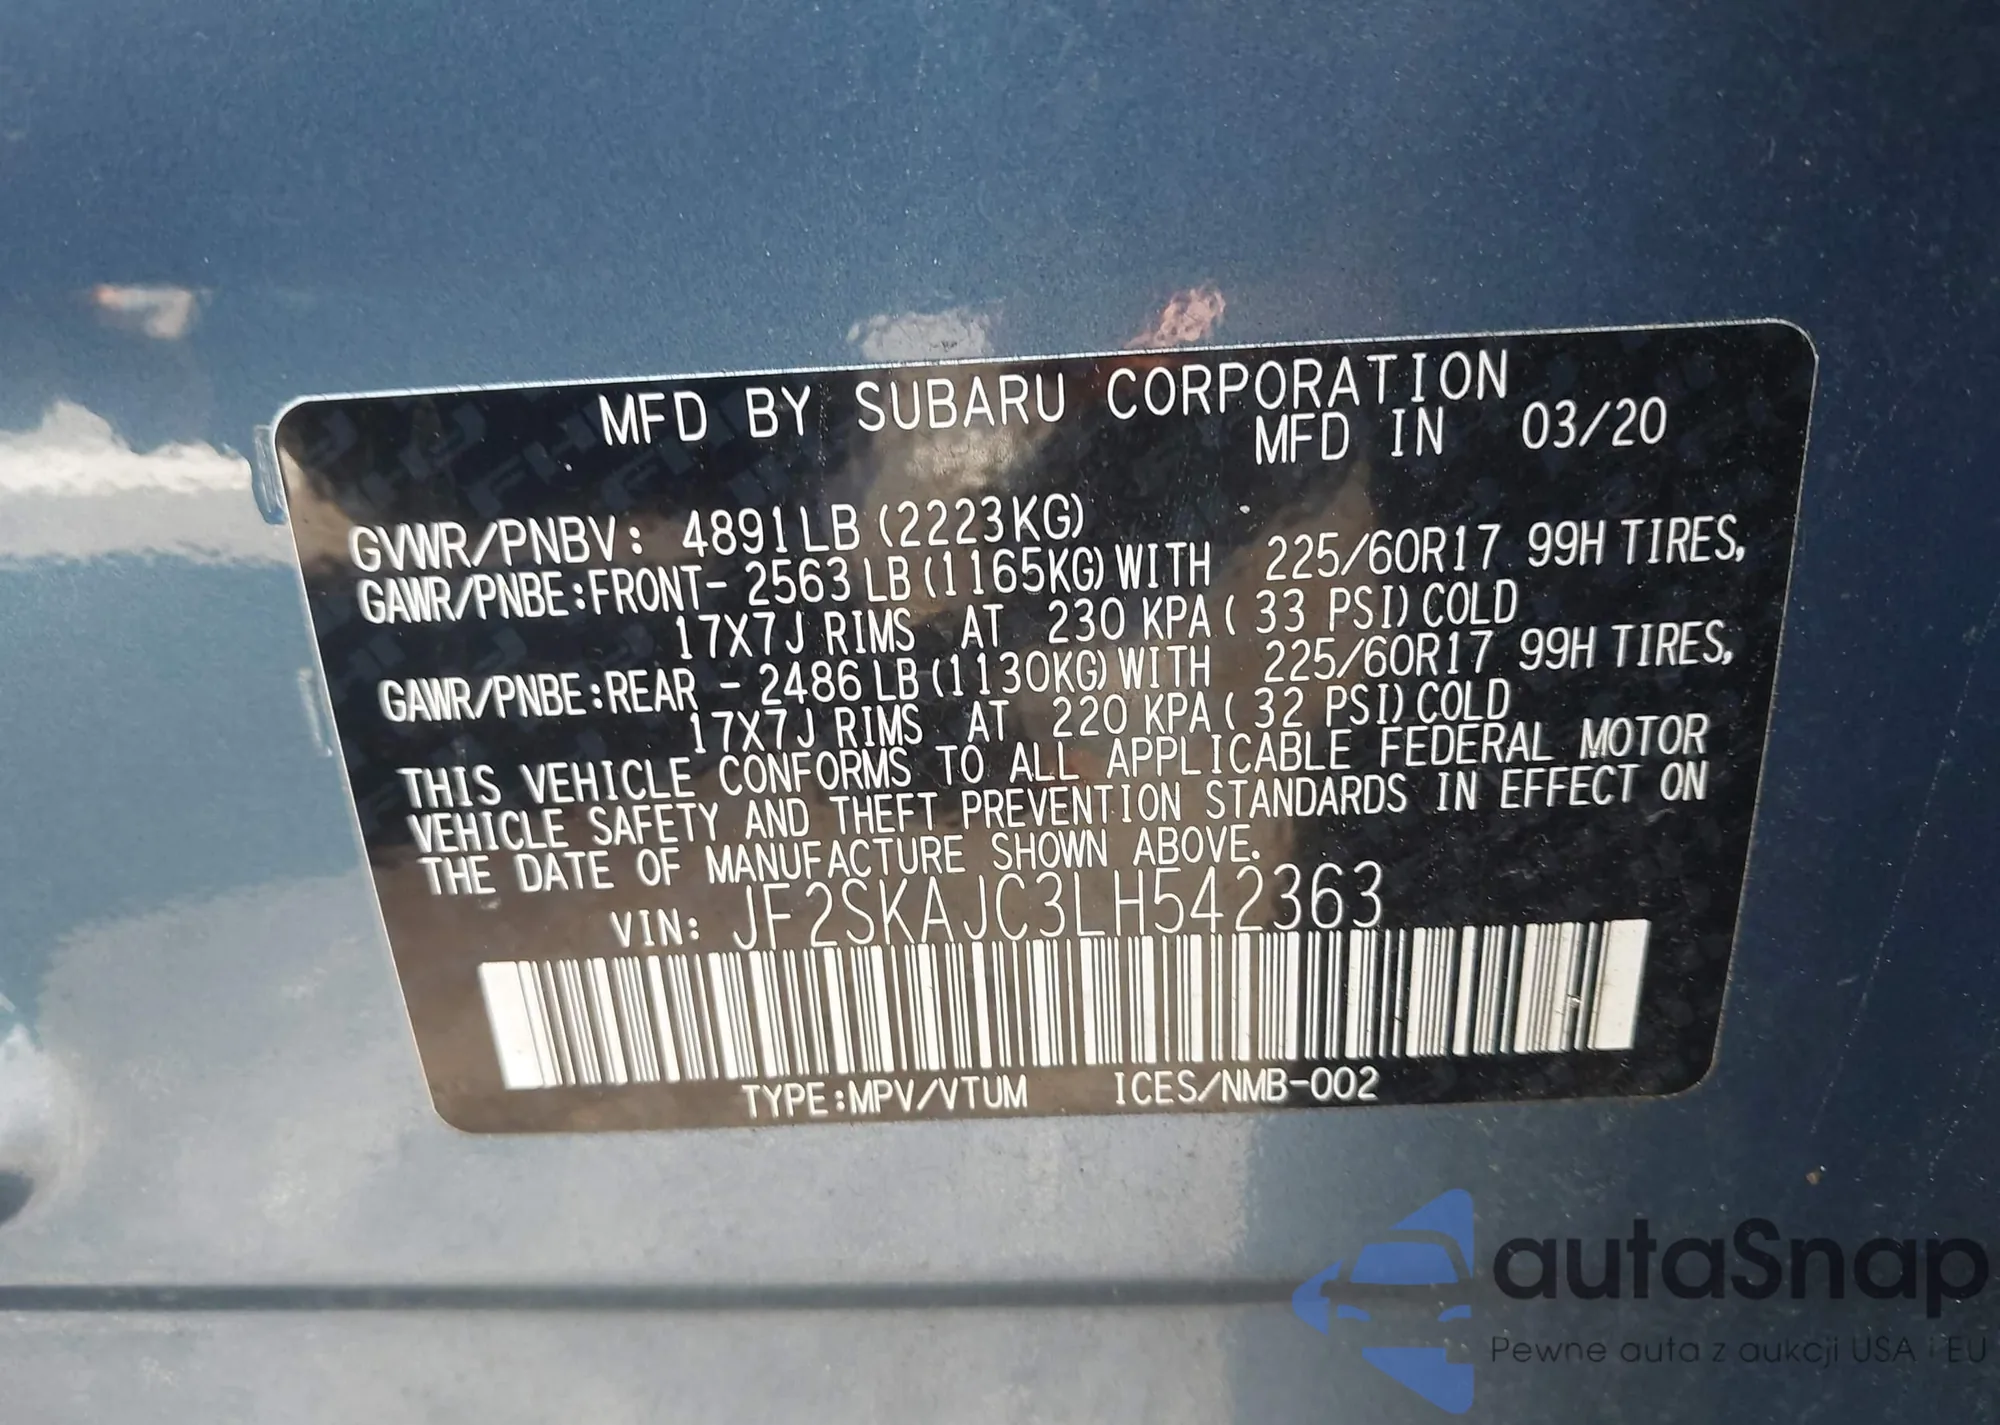 MFD BY SUBARU CORPORATION
MFD IN 03/20
GVWR/PNBV: 4891LB (2223KG)
GAWR/PNBE:FRONT- 2563 LB(1165KG)WITH 225/60R17 99H TIRES,
17X7J RIMS AT 230 KPA( 33 PSI)COLD
GAWR/PNBE:REAR - 2486 LB(1130KG)WITH 225/60R17 99H TIRES,
17X7J RIMS AT 220 KPA( 32 PSI)COLD
THIS VEHICLE CONFORMS TO ALL APPLICABLE FEDERAL MOTOR
VEHICLE SAFETY AND THEFT PREVENTION STANDARDS IN EFFECT ON
THE DATE OF MANUFACTURE SHOWN ABOVE.
VIN: JF2SKAJC3LH542363
TYPE:MPV/VTUM ICES/NMB-002
autaSnap
Pewne auta z aukcji USA i EU